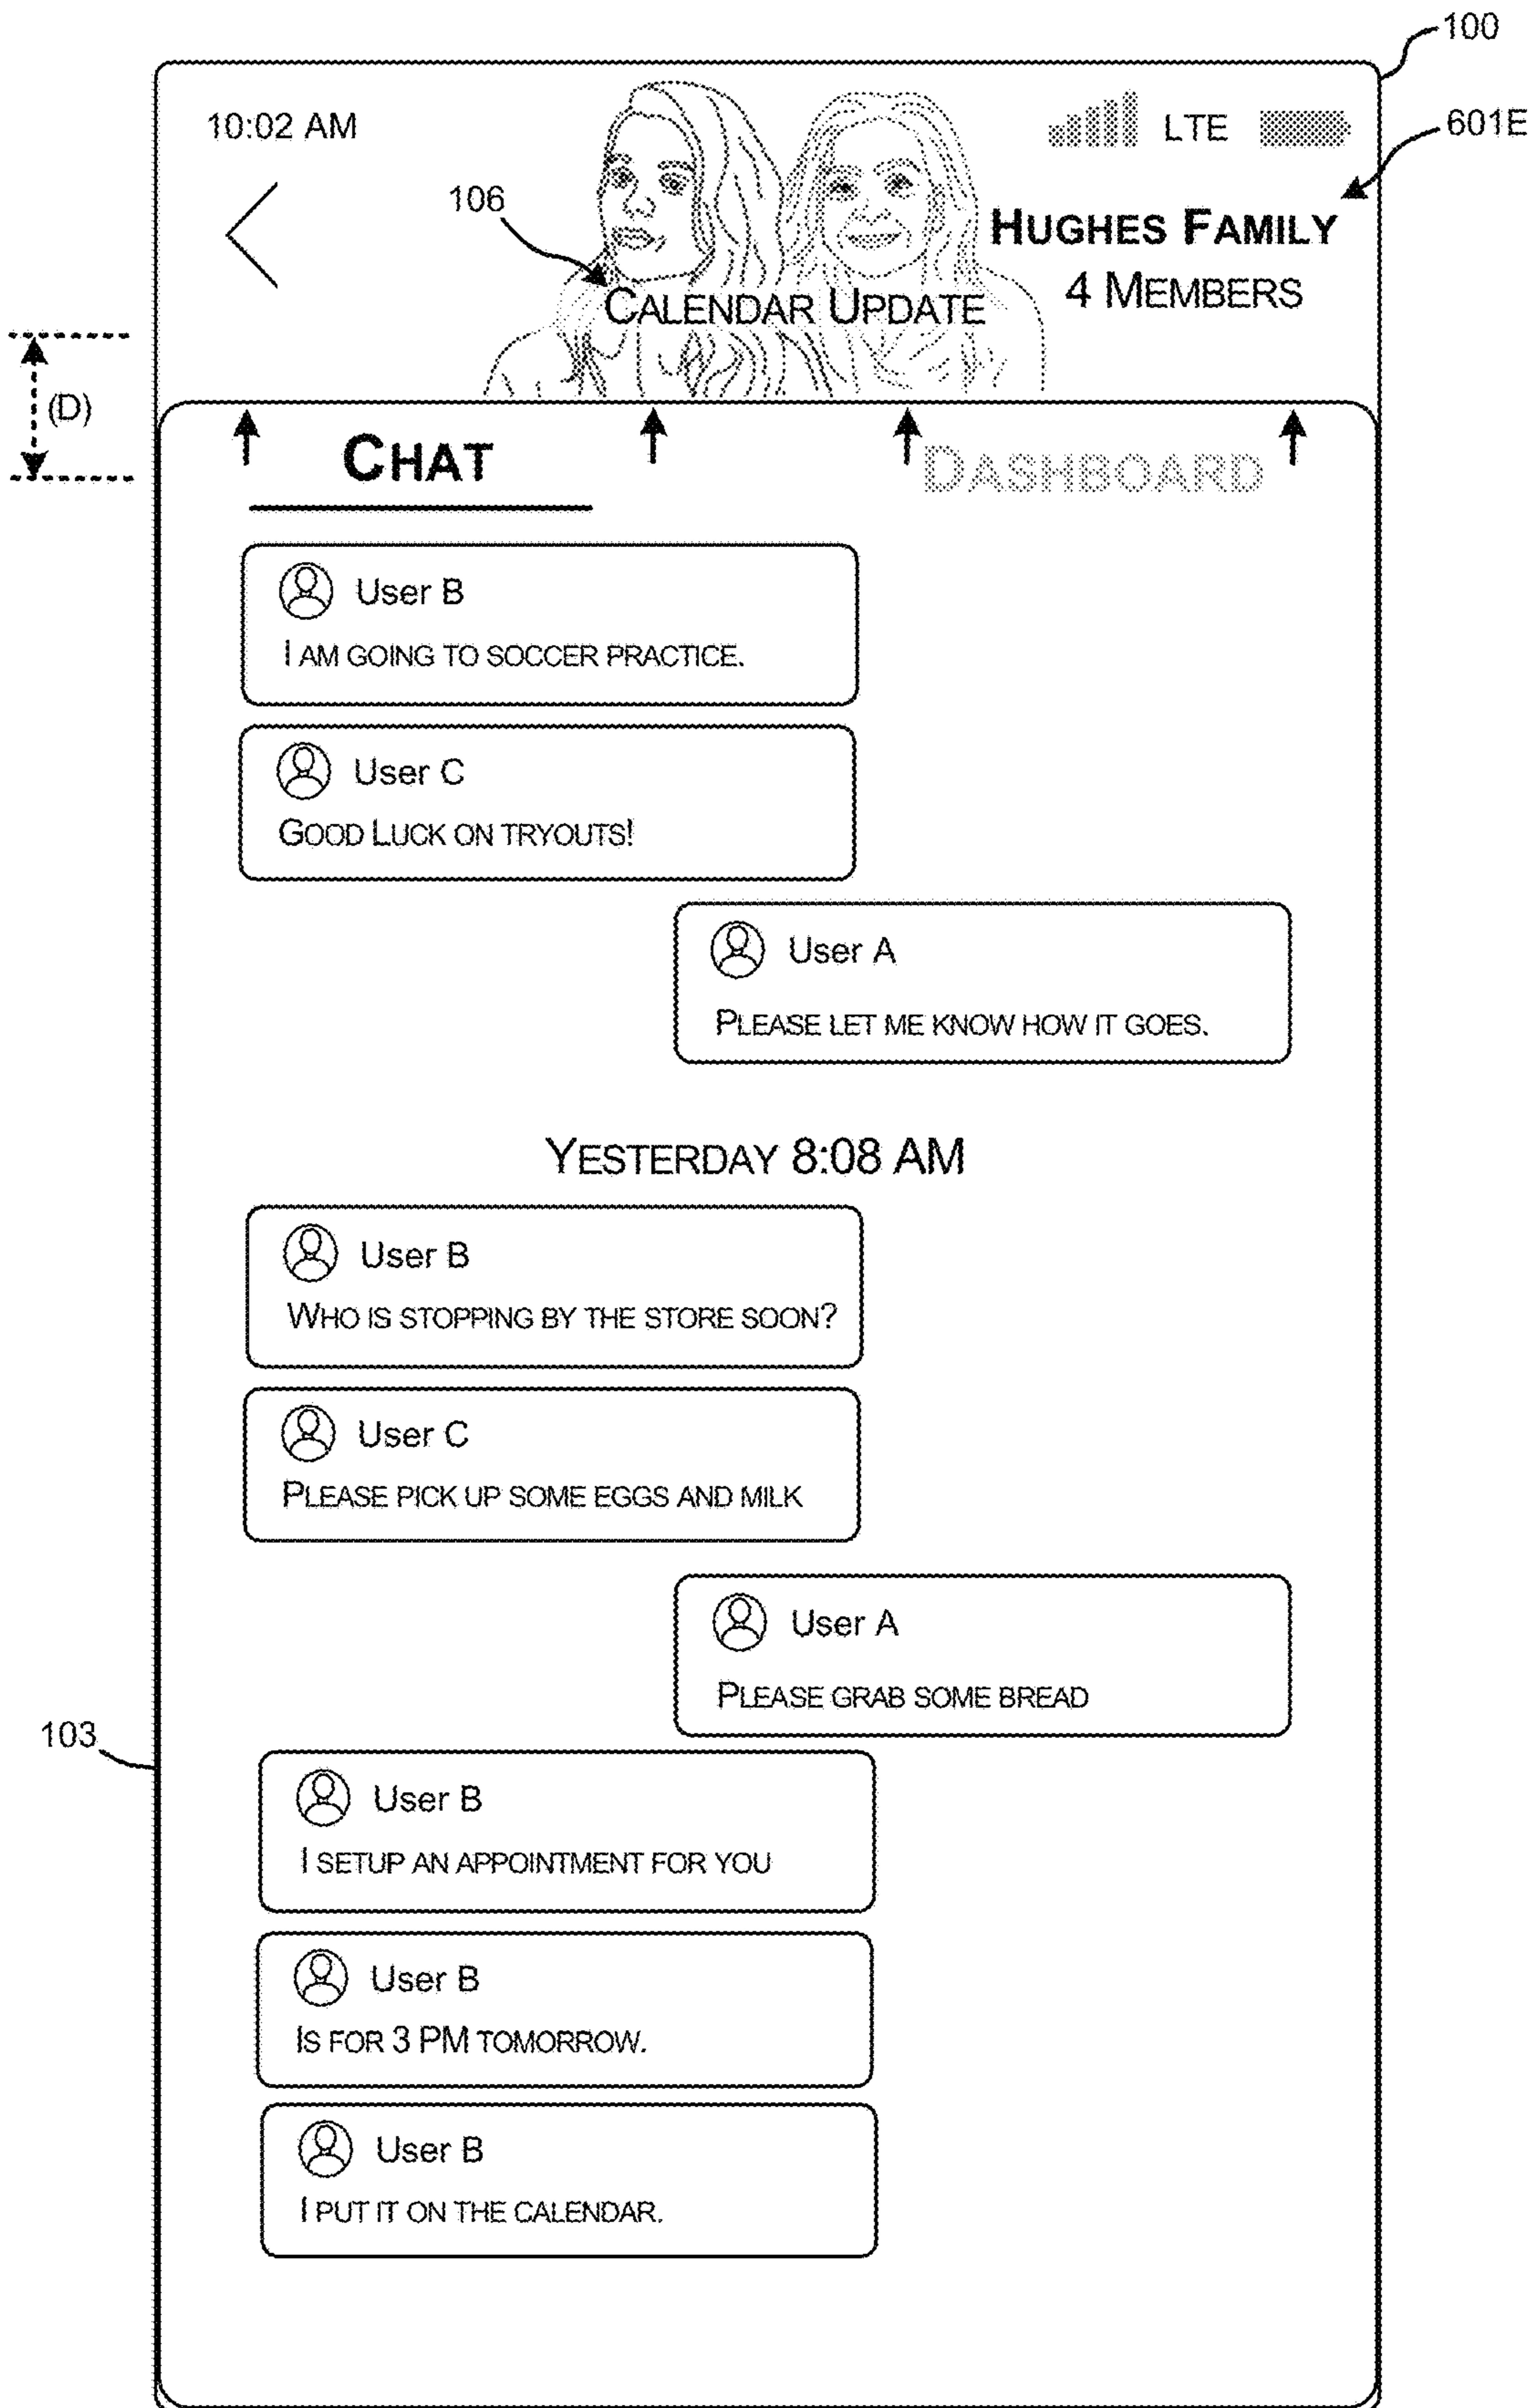 100
10:02 AM
LTE
601E
106
HUGHES FAMILY
CALENDAR UPDATE
4 MEMBERS
(D)
CHAT
DASHBOARD
User B
I AM GOING TO SOCCER PRACTICE.
User C
GOOD LUCK ON TRYOUTS!
User A
PLEASE LET ME KNOW HOW IT GOES.
YESTERDAY 8:08 AM
User B
WHO IS STOPPING BY THE STORE SOON?
User C
PLEASE PICK UP SOME EGGS AND MILK
User A
PLEASE GRAB SOME BREAD
103
User B
I SETUP AN APPOINTMENT FOR YOU
User B
IS FOR 3 PM TOMORROW.
User B
I PUT IT ON THE CALENDAR.